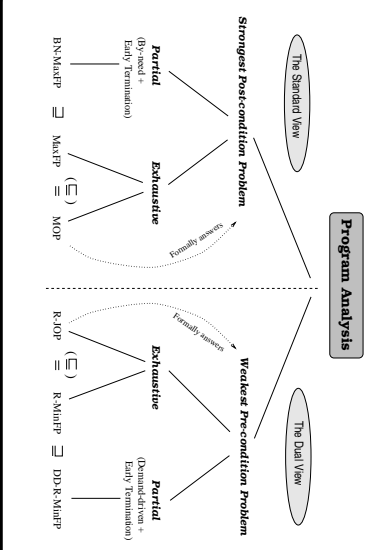 Program Analysis
The Standard View
The Dual View
Strongest Post-condition Problem
Weakest Pre-condition Problem
Formally answers
Formally answers
Partial
(By-need +
Early Termination)
Exhaustive
Exhaustive
Partial
(Demand-driven +
Early Termination)
(⊑)
(⊑)
BN-MaxFP ⊒ MaxFP = MOP
R-JOP = R-MinFP ⊒ DD-R-MinFP